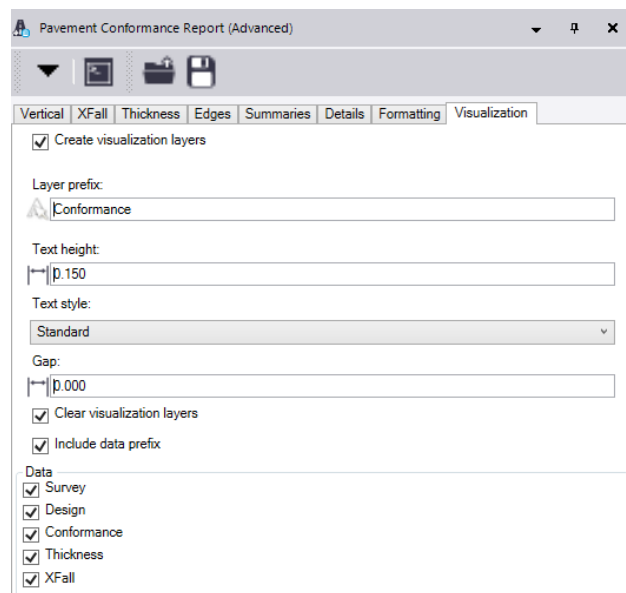 Pavement Conformance Report (Advanced)
Vertical XFall Thickness Edges Summaries Details Formatting Visualization
Create visualization layers
Layer prefix:
Conformance
Text height:
0.150
Text style:
Standard
Gap:
0.000
Clear visualization layers
Include data prefix
Data
Survey
Design
Conformance
Thickness
XFall